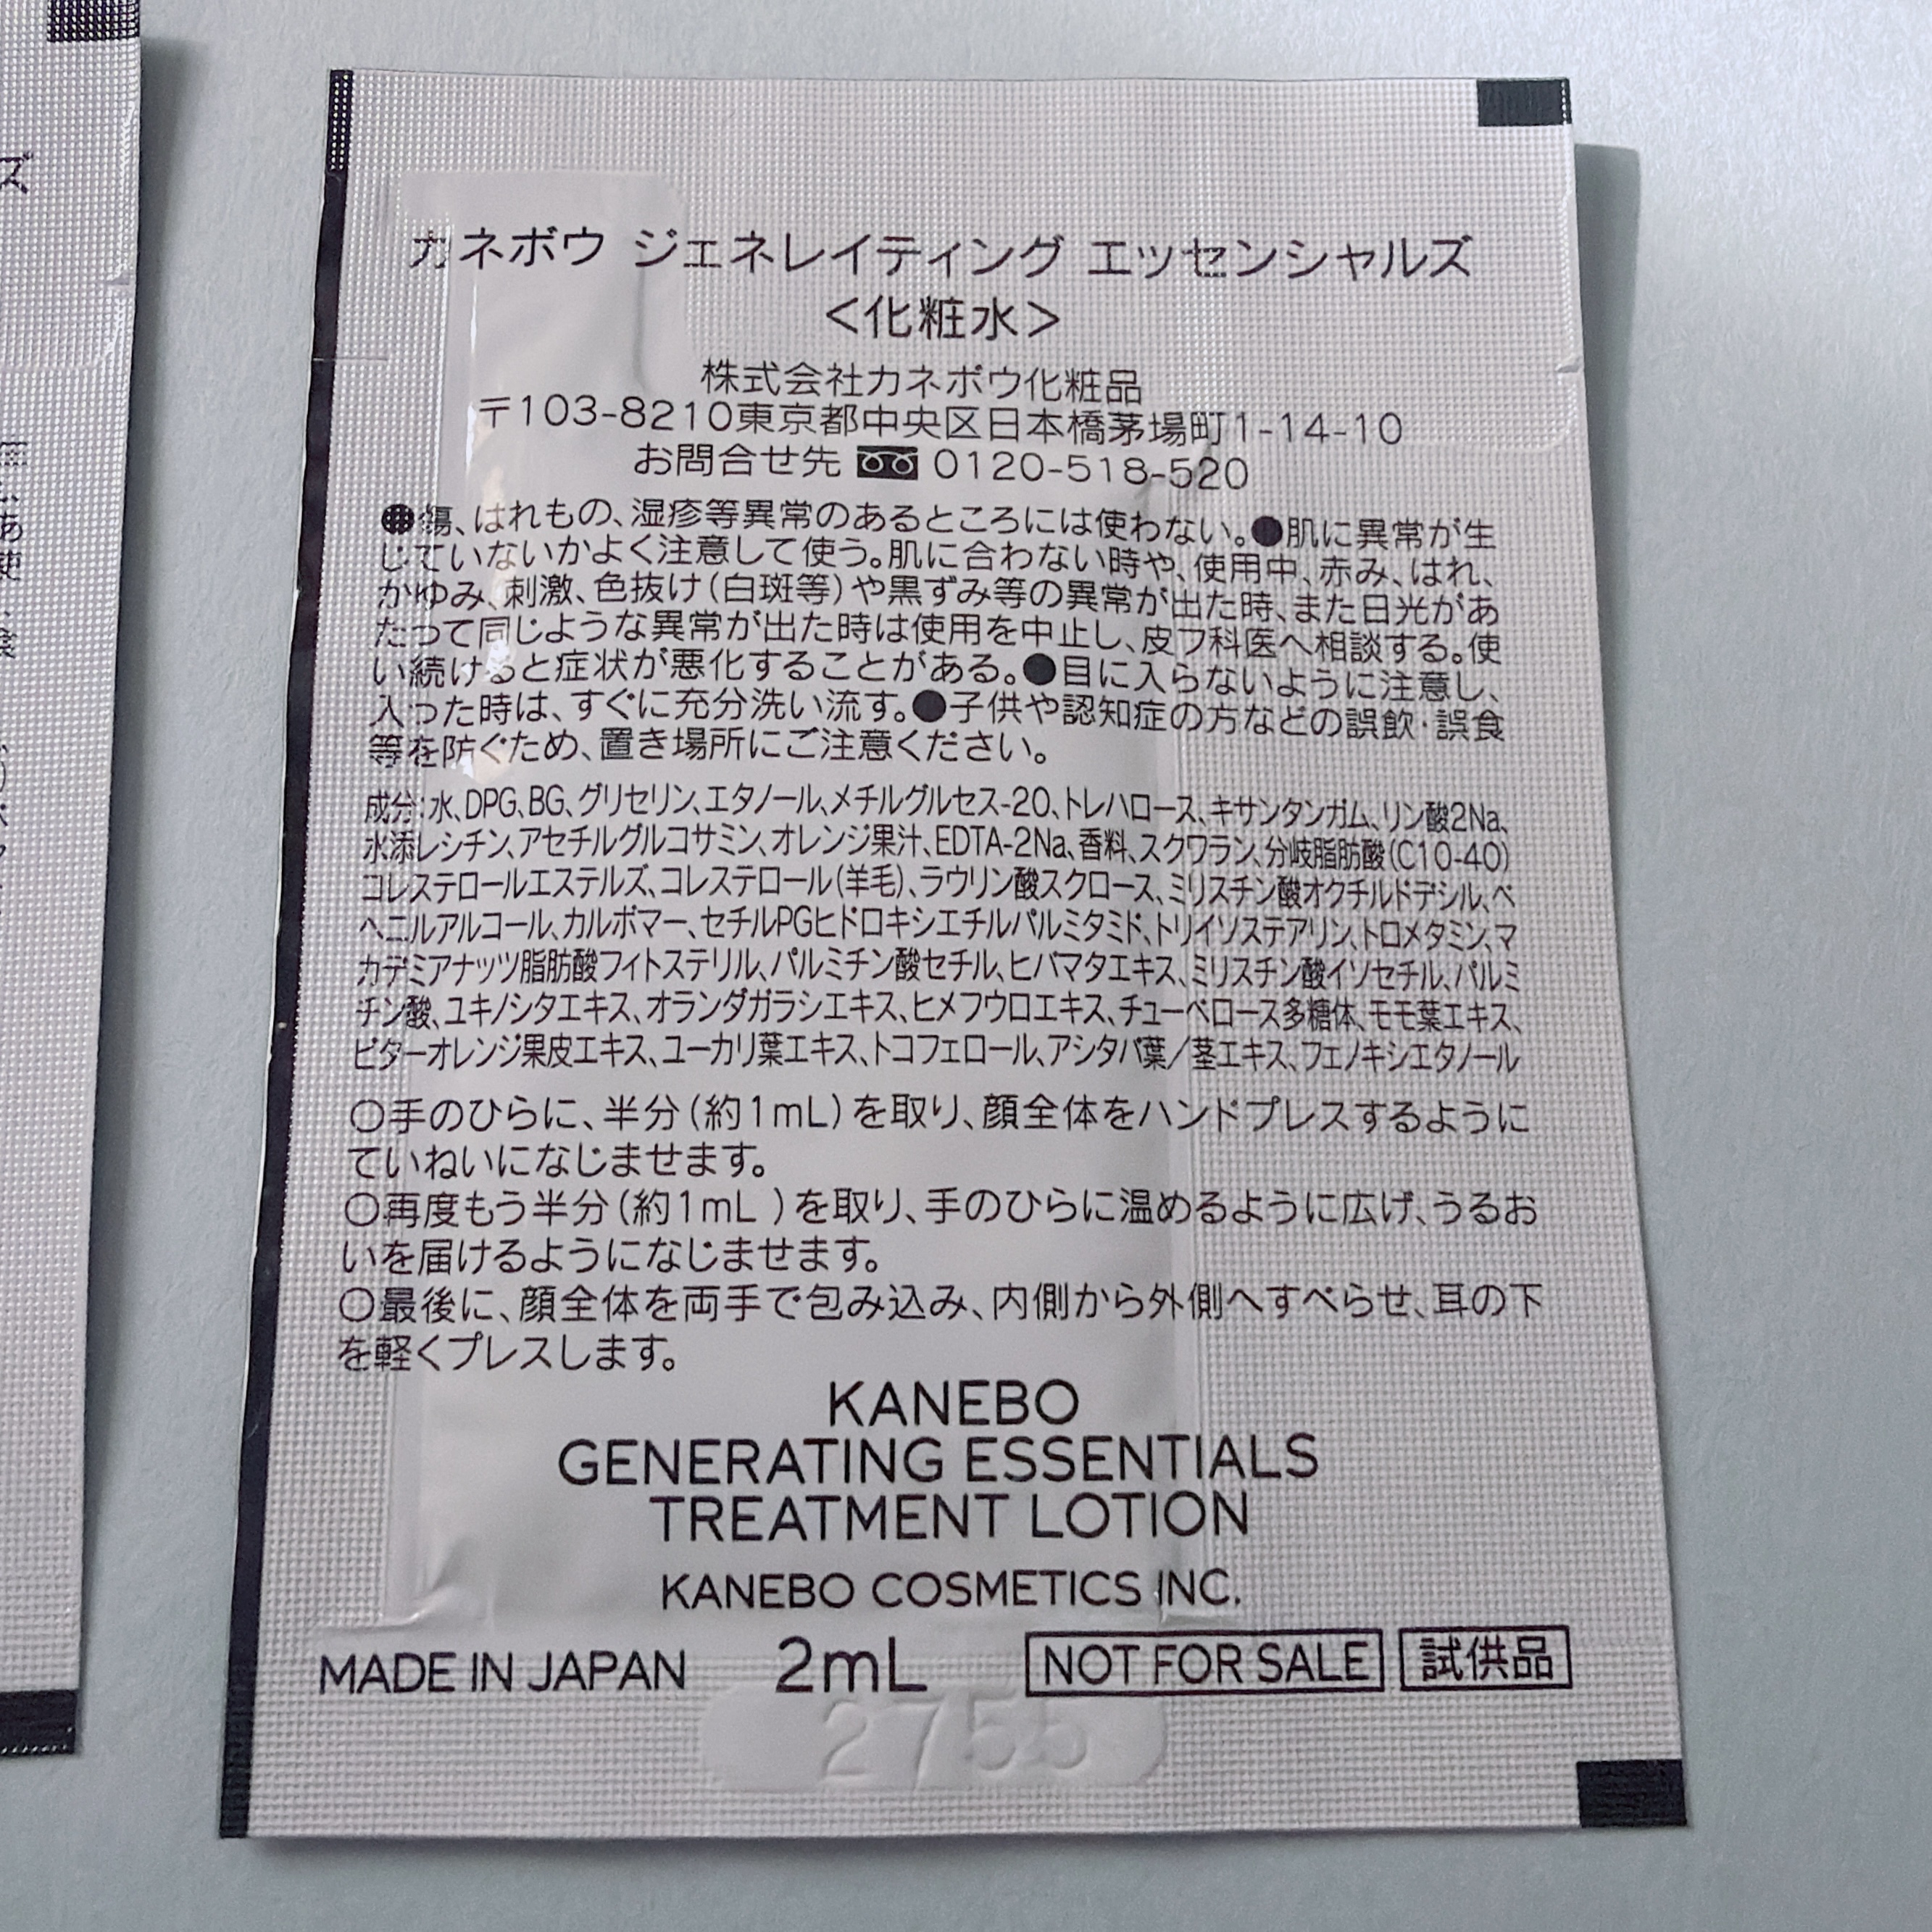 カネボウ ジェネレイティング エッセンシャルズ
<化粧水>
株式会社カネボウ化粧品
〒103-8210東京都中央区日本橋茅場町1-14-10
お問合せ先 0120-518-520
●傷、はれもの、湿疹等異常のあるところには使わない。●肌に異常が生
じていないかよく注意して使う。肌に合わない時や、使用中、赤み、はれ、
かゆみ、刺激、色抜け(白斑等)や黒ずみ等の異常が出た時、また日光があ
たって同じような異常が出た時は使用を中止し、皮フ科医へ相談する。使
い続けると症状が悪化することがある。●目に入らないように注意し、
入った時は、すぐに充分洗い流す。●子供や認知症の方などの誤飲・誤食
等を防ぐため、置き場所にご注意ください。
成分:水、DPG、BG、グリセリン、エタノール、メチルグルセス-20、トレハロース、キサンタンガム、リン酸2Na、
水添レシチン、アセチルグルコサミン、オレンジ果汁、EDTA-2Na、香料、スクワラン、分岐脂肪酸(C10-40)
コレステロールエステルズ、コレステロール(羊毛)、ラウリン酸スクロース、ミリスチン酸オクチルドデシル、ベ
ヘニルアルコール、カルボマー、セチルPGヒドロキシエチルパルミタミド、トリイソステアリン、トロメタミン、マ
カデミアナッツ脂肪酸フィトステリル、パルミチン酸セチル、ヒバマタエキス、ミリスチン酸イソセチル、パルミ
チン酸、ユキノシタエキス、オランダガラシエキス、ヒメフウロエキス、チューベロース多糖体、モモ葉エキス、
ビターオレンジ果皮エキス、ユーカリ葉エキス、トコフェロール、アシタバ葉/茎エキス、フェノキシエタノール
○手のひらに、半分(約1mL)を取り、顔全体をハンドプレスするように
ていねいになじませます。
○再度もう半分(約1mL )を取り、手のひらに温めるように広げ、うるお
いを届けるようになじませます。
○最後に、顔全体を両手で包み込み、内側から外側へすべらせ、耳の下
を軽くプレスします。
KANEBO
GENERATING ESSENTIALS
TREATMENT LOTION
KANEBO COSMETICS INC.
MADE IN JAPAN 2mL NOT FOR SALE 試供品
2755